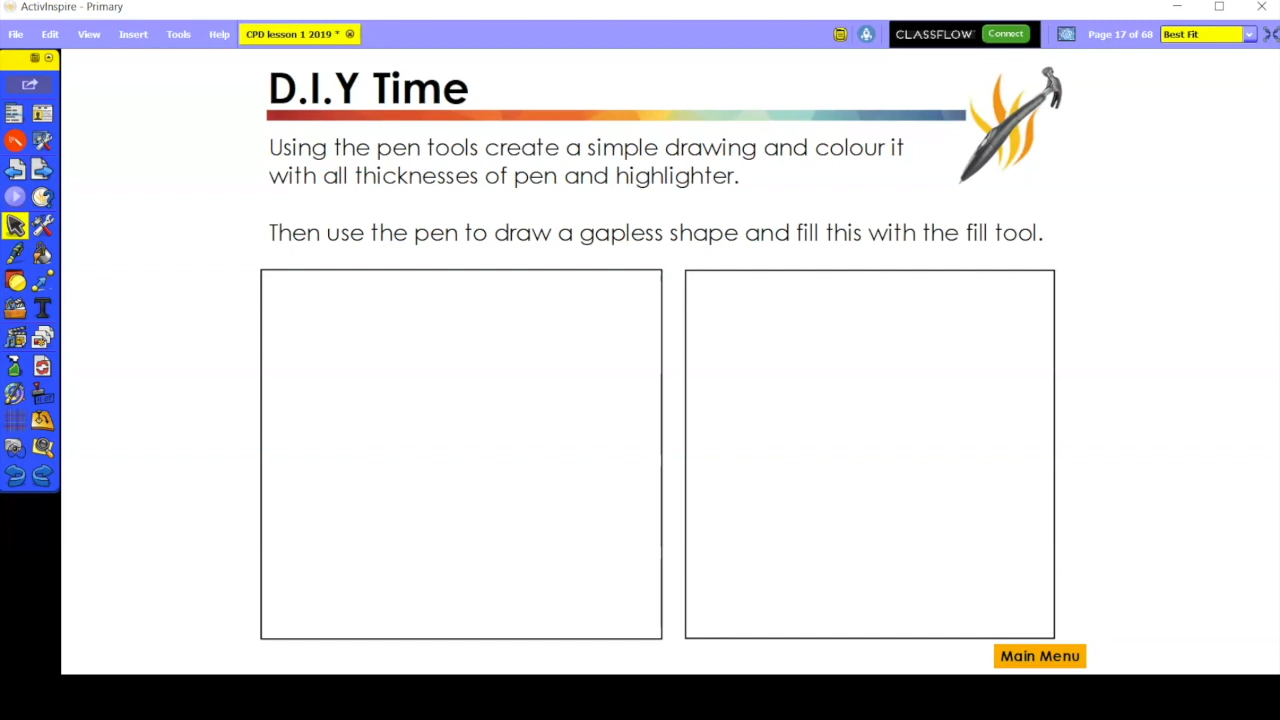 ActivInspire - Primary
File Edit View Insert Tools Help CPD lesson 1 2019 * CLASSFLOW Connect Page 17 of 68 Best Fit
D.I.Y Time
Using the pen tools create a simple drawing and colour it
with all thicknesses of pen and highlighter.
Then use the pen to draw a gapless shape and fill this with the fill tool.
Main Menu